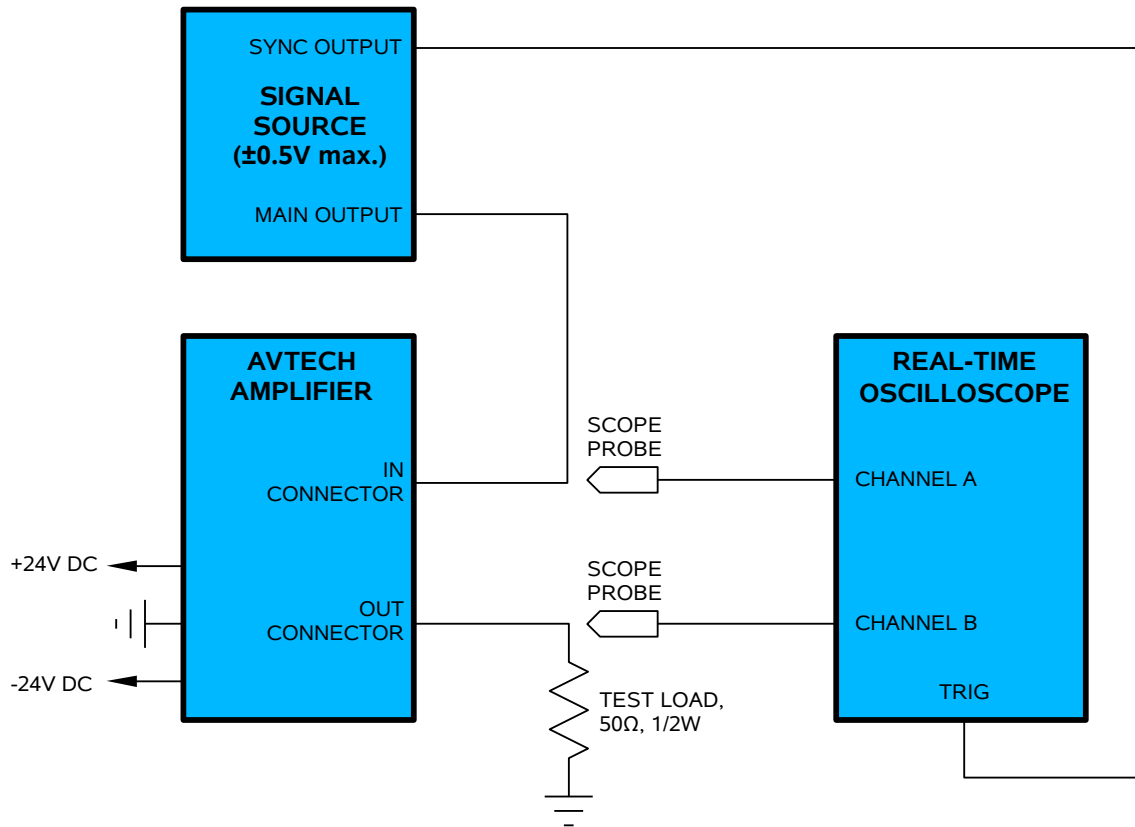 SYNC OUTPUT
SIGNAL
SOURCE
(±0.5V max.)
MAIN OUTPUT
AVTECH
AMPLIFIER
IN
CONNECTOR
+24V DC
OUT
CONNECTOR
-24V DC
SCOPE
PROBE
SCOPE
PROBE
TEST LOAD,
50Ω, 1/2W
REAL-TIME
OSCILLOSCOPE
CHANNEL A
CHANNEL B
TRIG